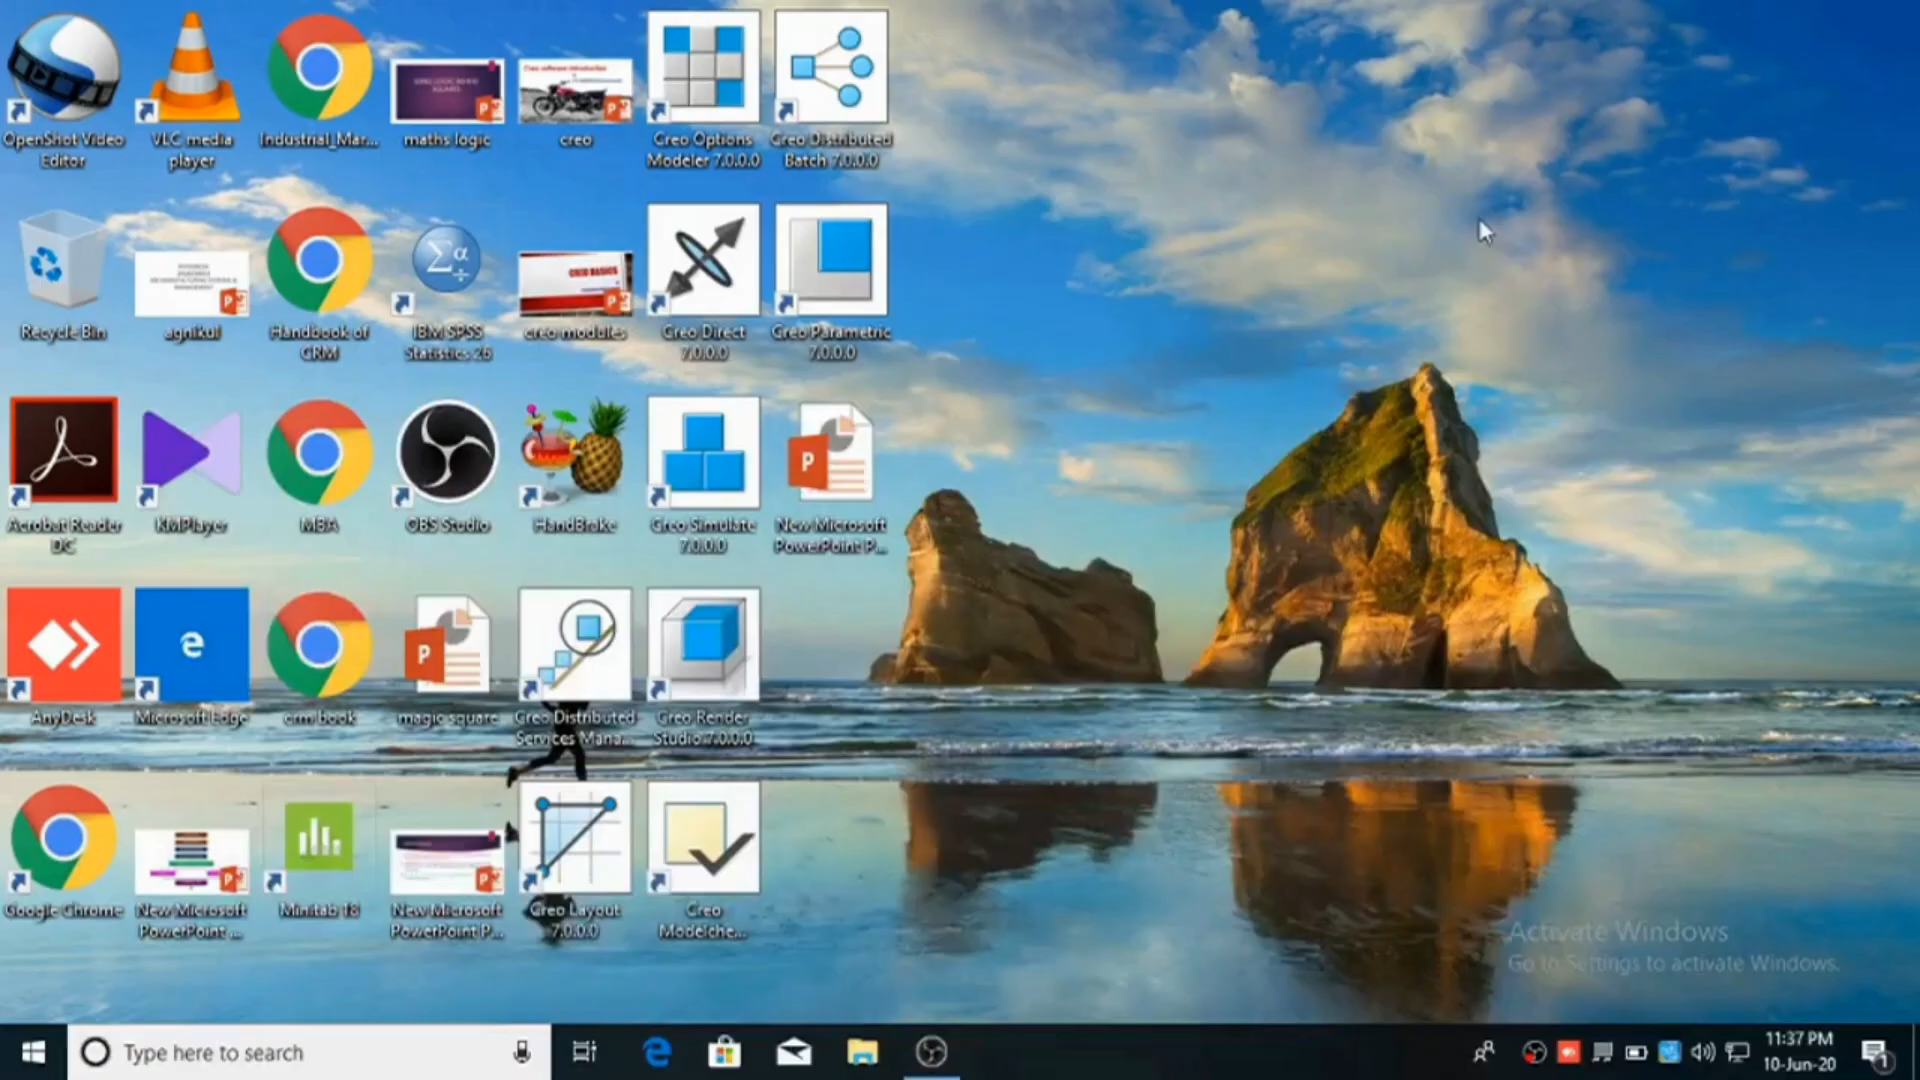 OpenShot Video
Editor
VLC media
player
Industrial_Mar...
maths logic
creo
Creo Options
Modeler 7.0.0.0
Creo Distributed
Batch 7.0.0.0
Recycle Bin
agnikul
Handbook of
CRM
IBM SPSS
Statistics 26
CREO BASICS
creo modules
Creo Direct
7.0.0.0
Creo Parametric
7.0.0.0
Acrobat Reader
DC
KMPlayer
MBA
OBS Studio
HandBrake
Creo Simulate
7.0.0.0
New Microsoft
PowerPoint P...
AnyDesk
Microsoft Edge
crm book
magic square
Creo Distributed
Services Mana...
Creo Render
Studio 7.0.0.0
Google Chrome
New Microsoft
PowerPoint ...
Minitab 18
New Microsoft
PowerPoint P...
Creo Layout
7.0.0.0
Creo
Modelche...
Activate Windows
Go to Settings to activate Windows.
Type here to search
11:37 PM
10-Jun-20
1